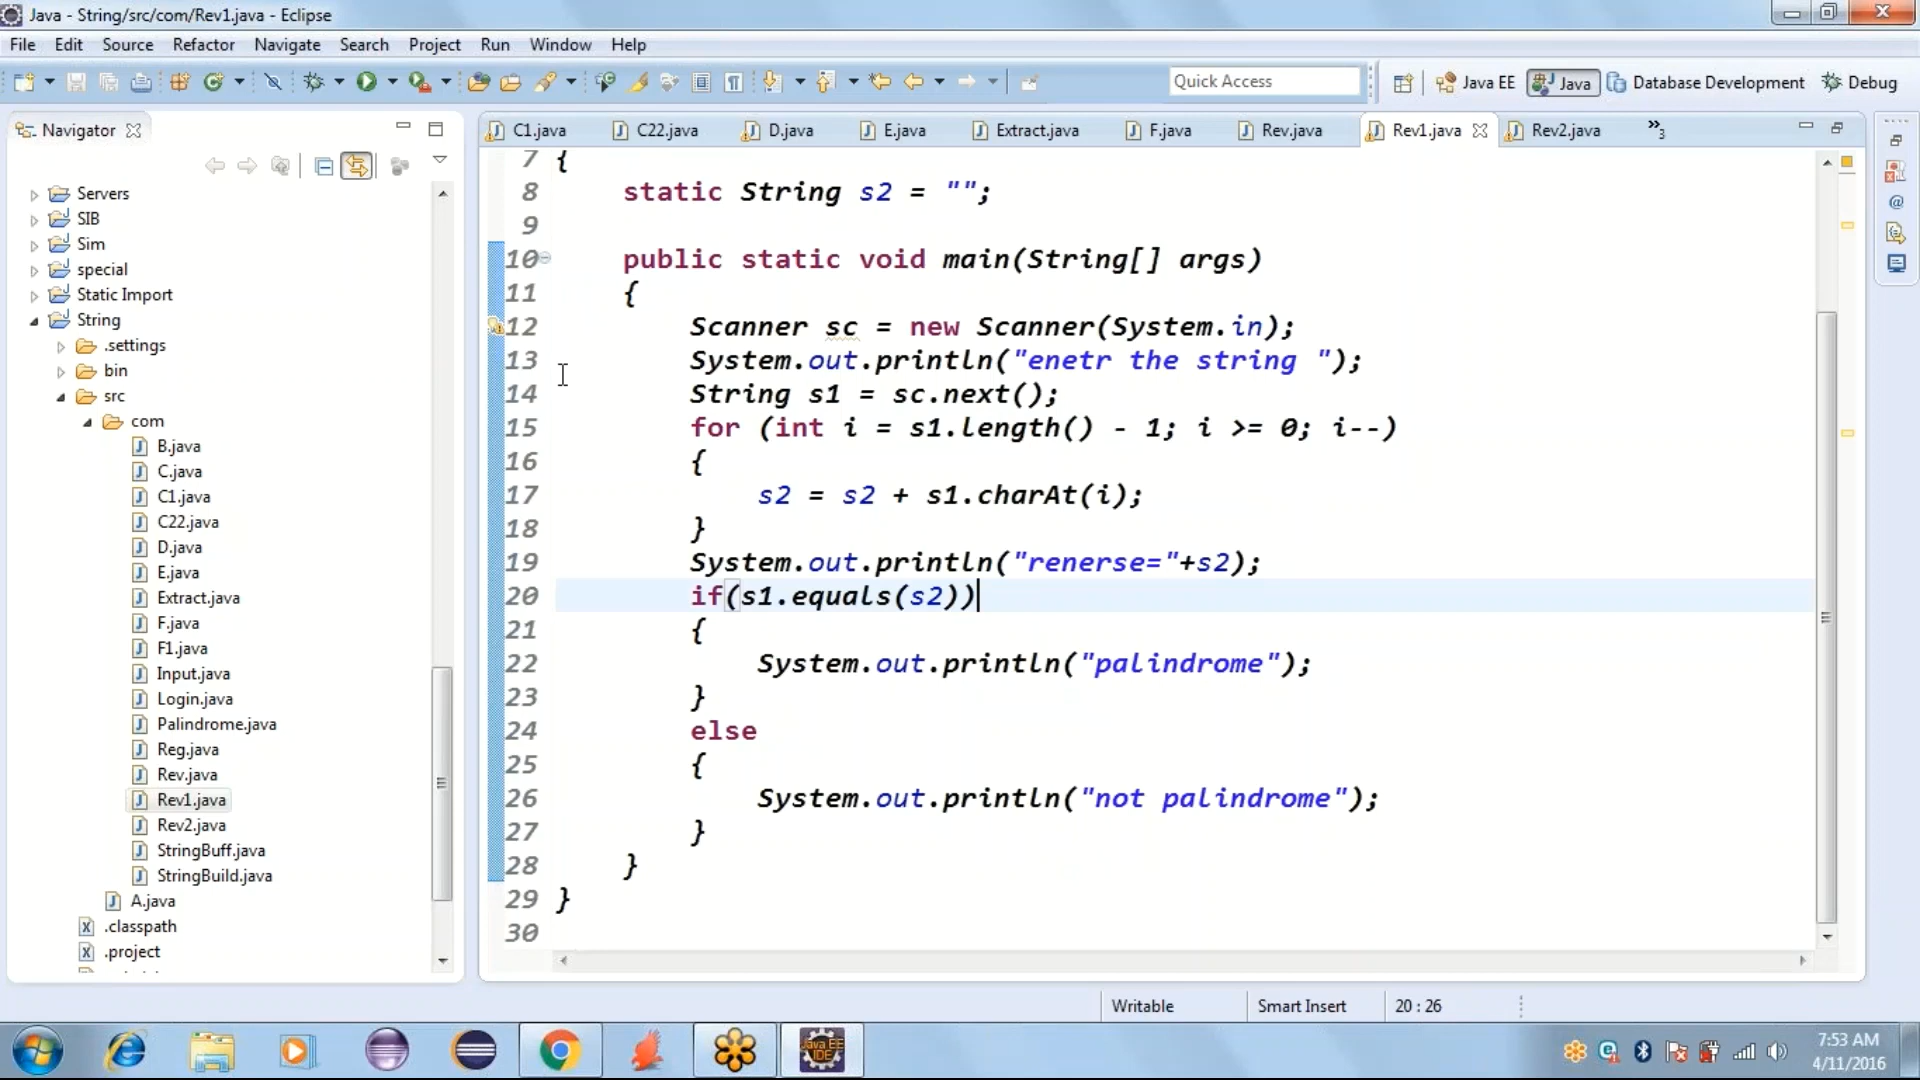 Java - String/src/com/Rev1.java - Eclipse
File Edit Source Refactor Navigate Search Project Run Window Help
Quick Access
Java EE
Java
Database Development
Debug
Navigator
C1.java
C22.java
D.java
E.java
Extract.java
F.java
Rev.java
Rev1.java
Rev2.java
»3
Servers
SIB
Sim
special
Static Import
String
.settings
bin
src
com
B.java
C.java
C1.java
C22.java
D.java
E.java
Extract.java
F.java
F1.java
Input.java
Login.java
Palindrome.java
Reg.java
Rev.java
Rev1.java
Rev2.java
StringBuff.java
StringBuild.java
A.java
.classpath
.project
7 {
8 static String s2 = "";
9
10 public static void main(String[] args)
11 {
12 Scanner sc = new Scanner(System.in);
13 System.out.println("enetr the string ");
14 String s1 = sc.next();
15 for (int i = s1.length() - 1; i >= 0; i--)
16 {
17 s2 = s2 + s1.charAt(i);
18 }
19 System.out.println("renerse="+s2);
20 if(s1.equals(s2))
21 {
22 System.out.println("palindrome");
23 }
24 else
25 {
26 System.out.println("not palindrome");
27 }
28 }
29 }
30
Writable
Smart Insert
20 : 26
Java EE
IDE
7:53 AM
4/11/2016